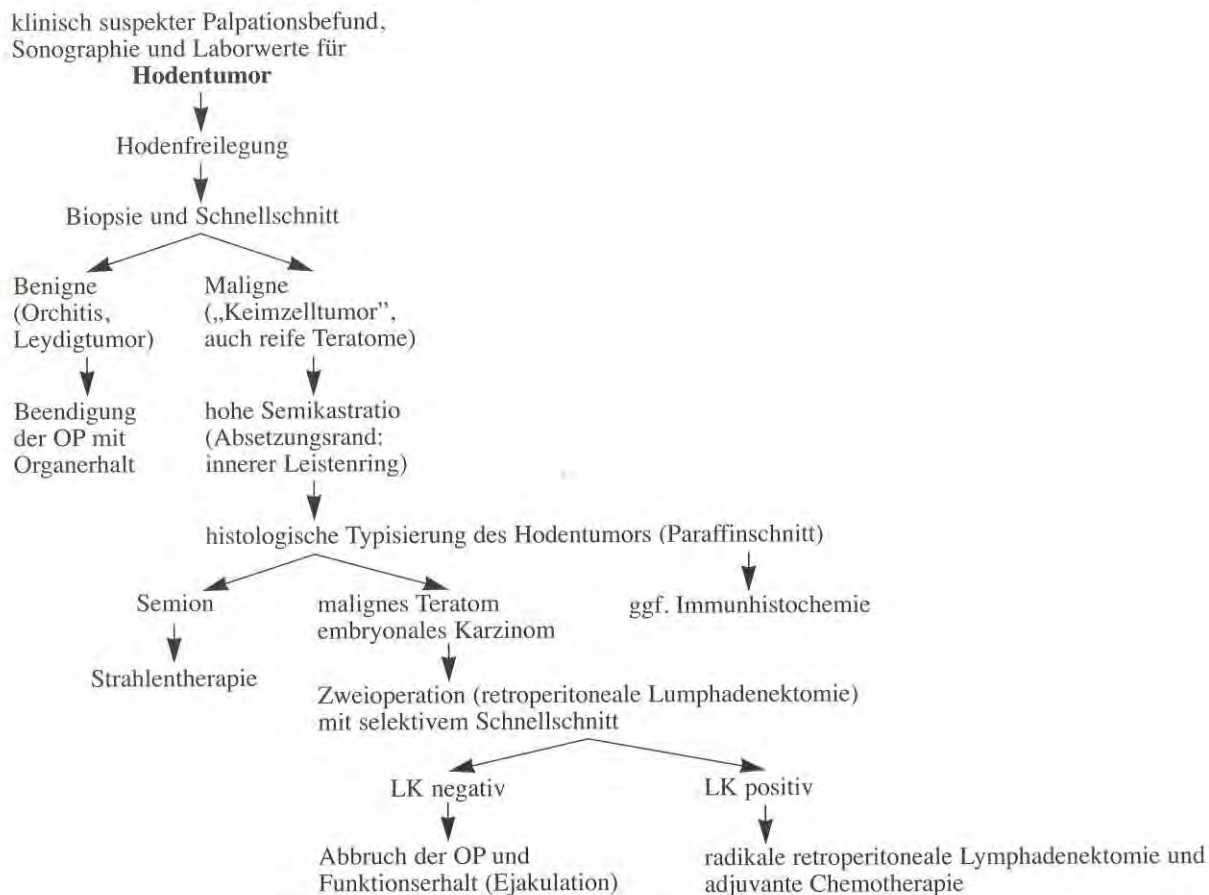 klinisch suspekter Palpationsbefund,
Sonographie und Laborwerte für
Hodentumor
Hodenfreilegung
Biopsie und Schnellschnitt
Benigne
(Orchitis,
Leydigtumor)
Maligne
(„Keimzelltumor”,
auch reife Teratome)
Beendigung
der OP mit
Organerhalt
hohe Semikastratio
(Absetzungsrand:
innerer Leistenring)
histologische Typisierung des Hodentumors (Paraffinschnitt)
Semion
malignes Teratom
embryonales Karzinom
ggf. Immunhistochemie
Strahlentherapie
Zweioperation (retroperitoneale Lumphadenektomie)
mit selektivem Schnellschnitt
LK negativ
LK positiv
Abbruch der OP und
Funktionserhalt (Ejakulation)
radikale retroperitoneale Lymphadenektomie und
adjuvante Chemotherapie